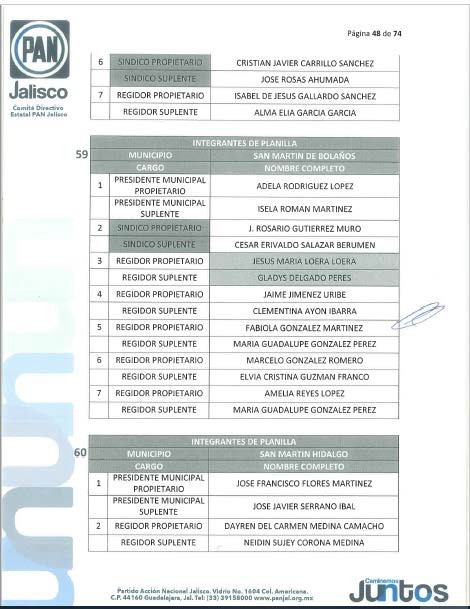 Página 48 de 74
PAN
Jalisco
Comité Directivo
Estatal PAN Jalisco
6 SINDICO PROPIETARIO CRISTIAN JAVIER CARRILLO SANCHEZ
SINDICO SUPLENTE JOSE ROSAS AHUMADA
7 REGIDOR PROPIETARIO ISABEL DE JESUS GALLARDO SANCHEZ
REGIDOR SUPLENTE ALMA ELIA GARCIA GARCIA
INTEGRANTES DE PLANILLA
59 MUNICIPIO SAN MARTIN DE BOLAÑOS
CARGO NOMBRE COMPLETO
1 PRESIDENTE MUNICIPAL PROPIETARIO ADELA RODRIGUEZ LOPEZ
PRESIDENTE MUNICIPAL SUPLENTE ISELA ROMAN MARTINEZ
2 SINDICO PROPIETARIO J. ROSARIO GUTIERREZ MURO
SINDICO SUPLENTE CESAR ERIVALDO SALAZAR BERUMEN
3 REGIDOR PROPIETARIO JESUS MARIA LOERA LOERA
REGIDOR SUPLENTE GLADYS DELGADO PERES
4 REGIDOR PROPIETARIO JAIME JIMENEZ URIBE
REGIDOR SUPLENTE CLEMENTINA AYON IBARRA
5 REGIDOR PROPIETARIO FABIOLA GONZALEZ MARTINEZ
REGIDOR SUPLENTE MARIA GUADALUPE GONZALEZ PEREZ
6 REGIDOR PROPIETARIO MARCELO GONZALEZ ROMERO
REGIDOR SUPLENTE ELVIA CRISTINA GUZMAN FRANCO
7 REGIDOR PROPIETARIO AMELIA REYES LOPEZ
REGIDOR SUPLENTE MARIA GUADALUPE GONZALEZ PEREZ
INTEGRANTES DE PLANILLA
60 MUNICIPIO SAN MARTIN HIDALGO
CARGO NOMBRE COMPLETO
1 PRESIDENTE MUNICIPAL PROPIETARIO JOSE FRANCISCO FLORES MARTINEZ
PRESIDENTE MUNICIPAL SUPLENTE JOSE JAVIER SERRANO IBAL
2 REGIDOR PROPIETARIO DAYREN DEL CARMEN MEDINA CAMACHO
REGIDOR SUPLENTE NEIDIN SUJEY CORONA MEDINA
Partido Acción Nacional Jalisco. Vidrio No. 1604 Col. Americana.
C.P. 44160 Guadalajara, Jal. Tel: (33) 39158000 www.panjal.org.mx
Caminemos
Juntos